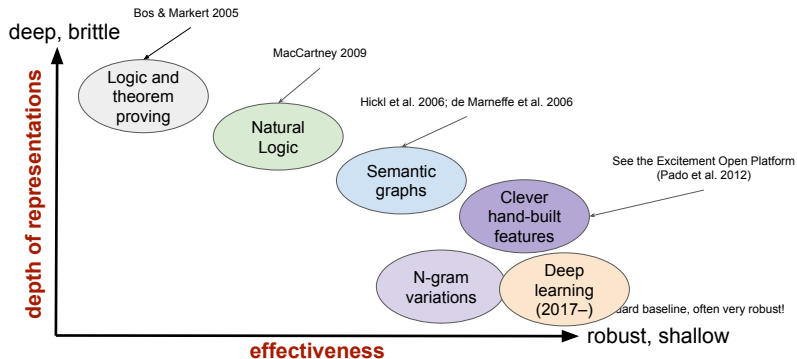 Bos & Markert 2005
deep, brittle
MacCartney 2009
Logic and
theorem
proving
Hickl et al. 2006; de Marneffe et al. 2006
Natural
Logic
See the Excitement Open Platform
(Pado et al. 2012)
Semantic
graphs
Clever
hand-built
features
depth of representations
N-gram
variations
Deep
learning
(2017–)
baseline, often very robust!
robust, shallow
effectiveness